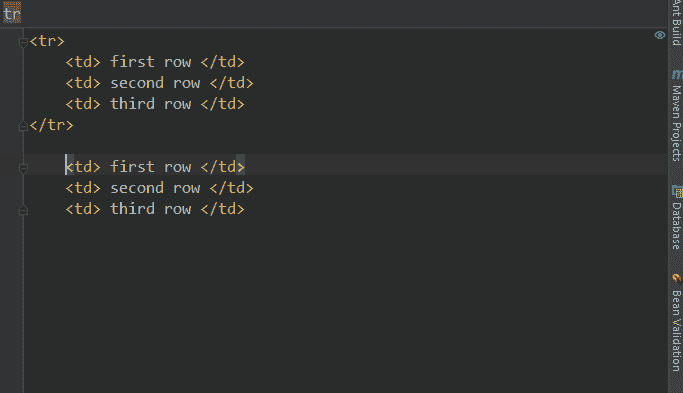 tr
<tr>
<td> first row </td>
<td> second row </td>
<td> third row </td>
</tr>
<td> first row </td>
<td> second row </td>
<td> third row </td>
Ant Build
m Maven Projects
Database
Bean Validation